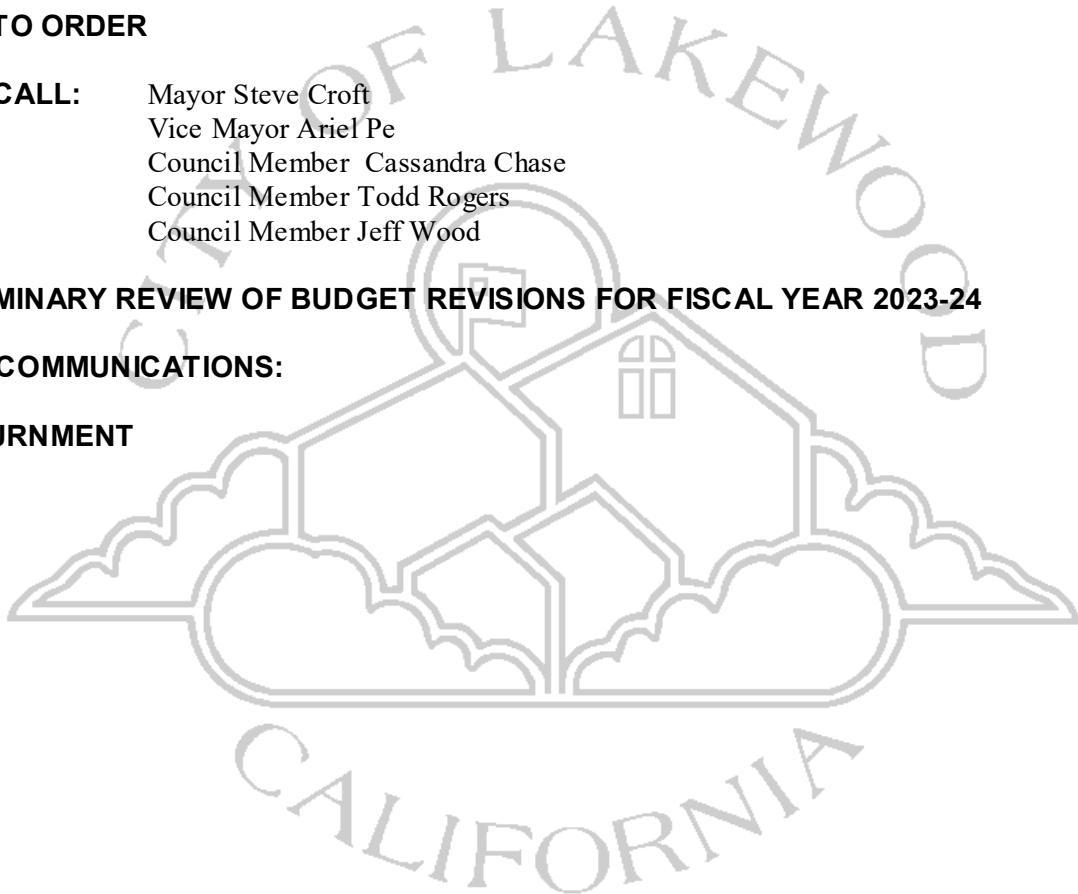 TO ORDER
CALL: Mayor Steve Croft
Vice Mayor Ariel Pe
Council Member Cassandra Chase
Council Member Todd Rogers
Council Member Jeff Wood
MINARY REVIEW OF BUDGET REVISIONS FOR FISCAL YEAR 2023-24
COMMUNICATIONS:
URNMENT
CITY OF LAKEWOOD
CALIFORNIA